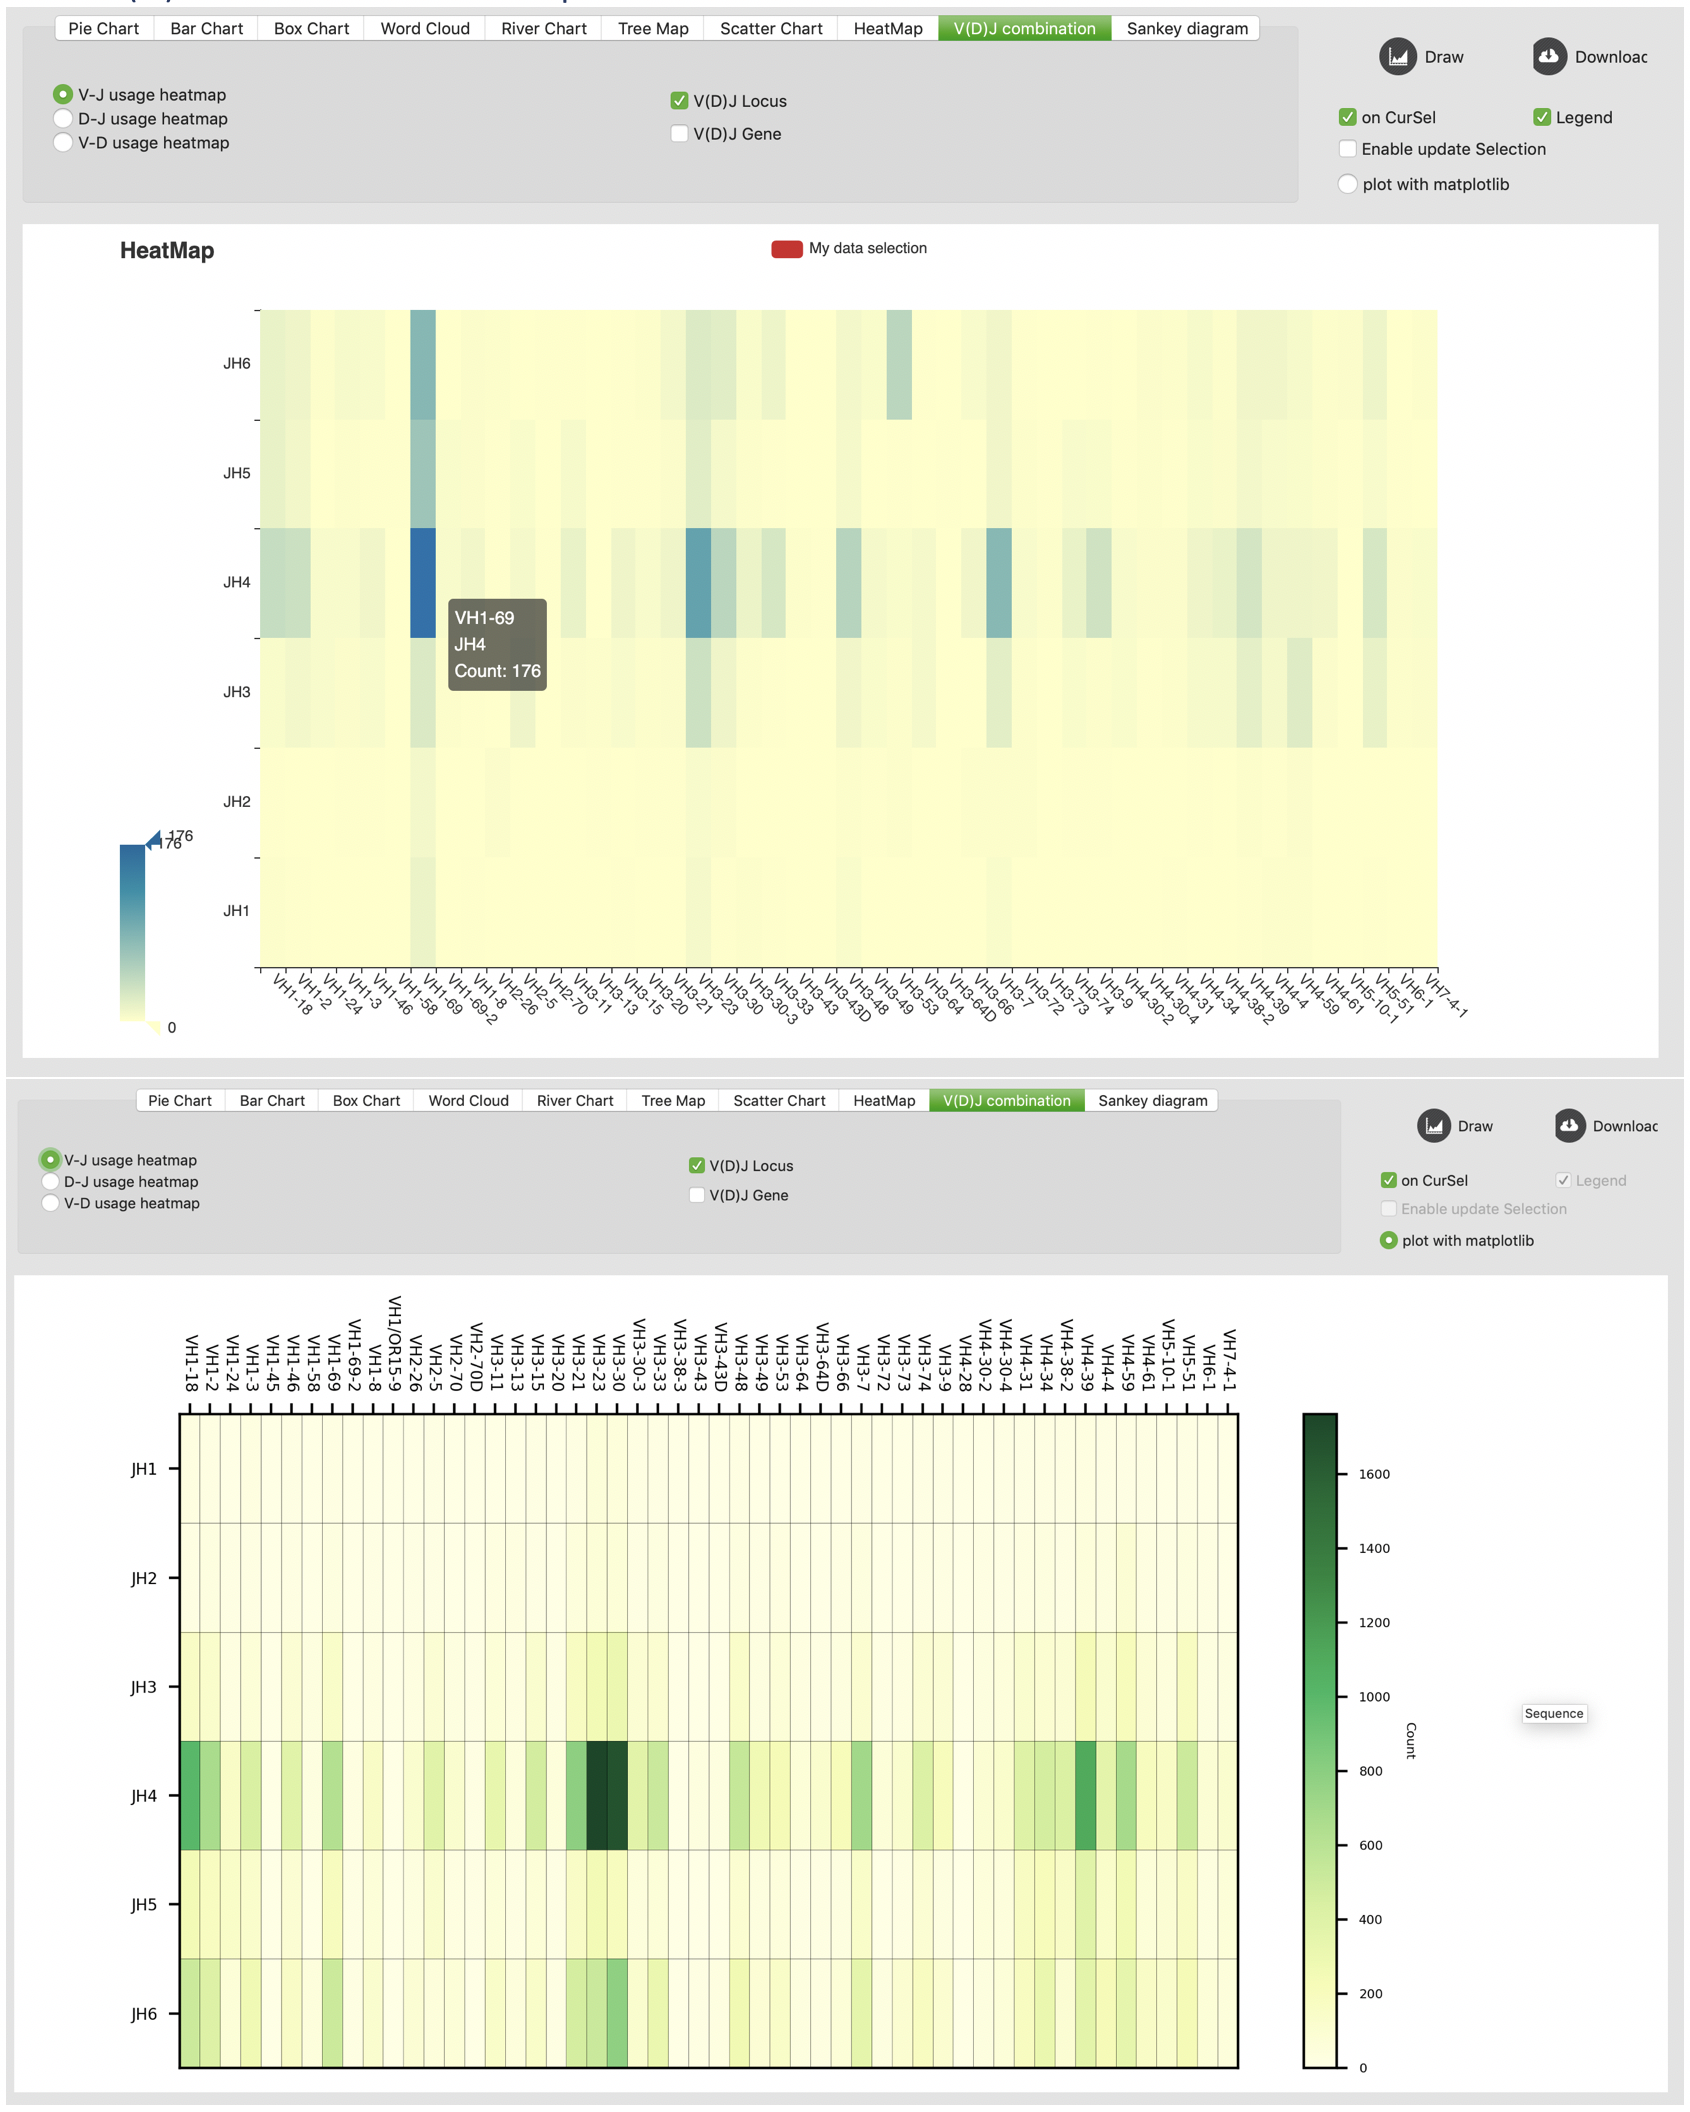 Pie Chart Bar Chart Box Chart Word Cloud River Chart Tree Map Scatter Chart HeatMap V(D)J combination Sankey diagram
Draw Downloac
V-J usage heatmap
D-J usage heatmap
V-D usage heatmap
V(D)J Locus
V(D)J Gene
on CurSel Legend
Enable update Selection
plot with matplotlib
HeatMap
My data selection
JH6
JH5
JH4
VH1-69
JH4
Count: 176
JH3
JH2
JH1
176
176
0
VH1-18 VH1-2 VH1-24 VH1-3 VH1-46 VH1-58 VH1-69 VH1-69-2 VH1-8 VH2-26 VH2-5 VH2-70 VH3-11 VH3-13 VH3-15 VH3-20 VH3-21 VH3-23 VH3-30 VH3-30-3 VH3-33 VH3-43 VH3-43D VH3-48 VH3-49 VH3-53 VH3-64 VH3-64D VH3-66 VH3-7 VH3-72 VH3-73 VH3-74 VH3-9 VH4-30-2 VH4-30-4 VH4-31 VH4-34 VH4-38-2 VH4-39 VH4-4 VH4-59 VH4-61 VH5-10-1 VH5-51 VH6-1 VH7-4-1
Pie Chart Bar Chart Box Chart Word Cloud River Chart Tree Map Scatter Chart HeatMap V(D)J combination Sankey diagram
Draw Downloac
V-J usage heatmap
D-J usage heatmap
V-D usage heatmap
V(D)J Locus
V(D)J Gene
on CurSel Legend
Enable update Selection
plot with matplotlib
VH1-18 VH1-2 VH1-24 VH1-3 VH1-45 VH1-46 VH1-58 VH1-69 VH1-69-2 VH1-8 VH1/OR15-9 VH2-26 VH2-5 VH2-70 VH2-70D VH3-11 VH3-13 VH3-15 VH3-20 VH3-21 VH3-23 VH3-30 VH3-30-3 VH3-33 VH3-38-3 VH3-43 VH3-43D VH3-48 VH3-49 VH3-53 VH3-64 VH3-64D VH3-66 VH3-7 VH3-72 VH3-73 VH3-74 VH3-9 VH4-28 VH4-30-2 VH4-30-4 VH4-31 VH4-34 VH4-38-2 VH4-39 VH4-4 VH4-59 VH4-61 VH5-10-1 VH5-51 VH6-1 VH7-4-1
JH1
JH2
JH3
JH4
JH5
JH6
1600
1400
1200
1000
800
600
400
200
0
Count
Sequence